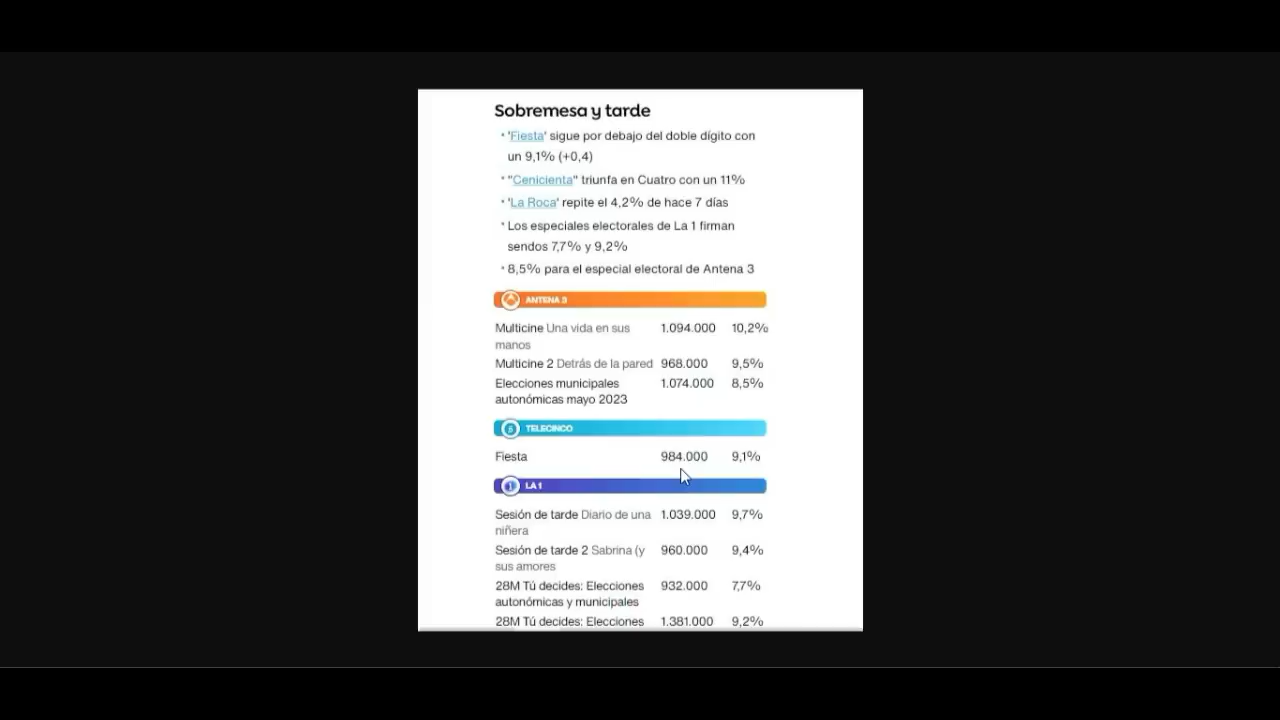 Sobremesa y tarde
• 'Fiesta' sigue por debajo del doble dígito con
un 9,1% (+0,4)
• "Cenicienta" triunfa en Cuatro con un 11%
• 'La Roca' repite el 4,2% de hace 7 días
• Los especiales electorales de La 1 firman
sendos 7,7% y 9,2%
• 8,5% para el especial electoral de Antena 3
ANTENA 3
Multicine Una vida en sus 1.094.000 10,2%
manos
Multicine 2 Detrás de la pared 968.000 9,5%
Elecciones municipales 1.074.000 8,5%
autonómicas mayo 2023
5 TELECINCO
Fiesta 984.000 9,1%
1 LA 1
Sesión de tarde Diario de una 1.039.000 9,7%
niñera
Sesión de tarde 2 Sabrina (y 960.000 9,4%
sus amores
28M Tú decides: Elecciones 932.000 7,7%
autonómicas y municipales
28M Tú decides: Elecciones 1.381.000 9,2%